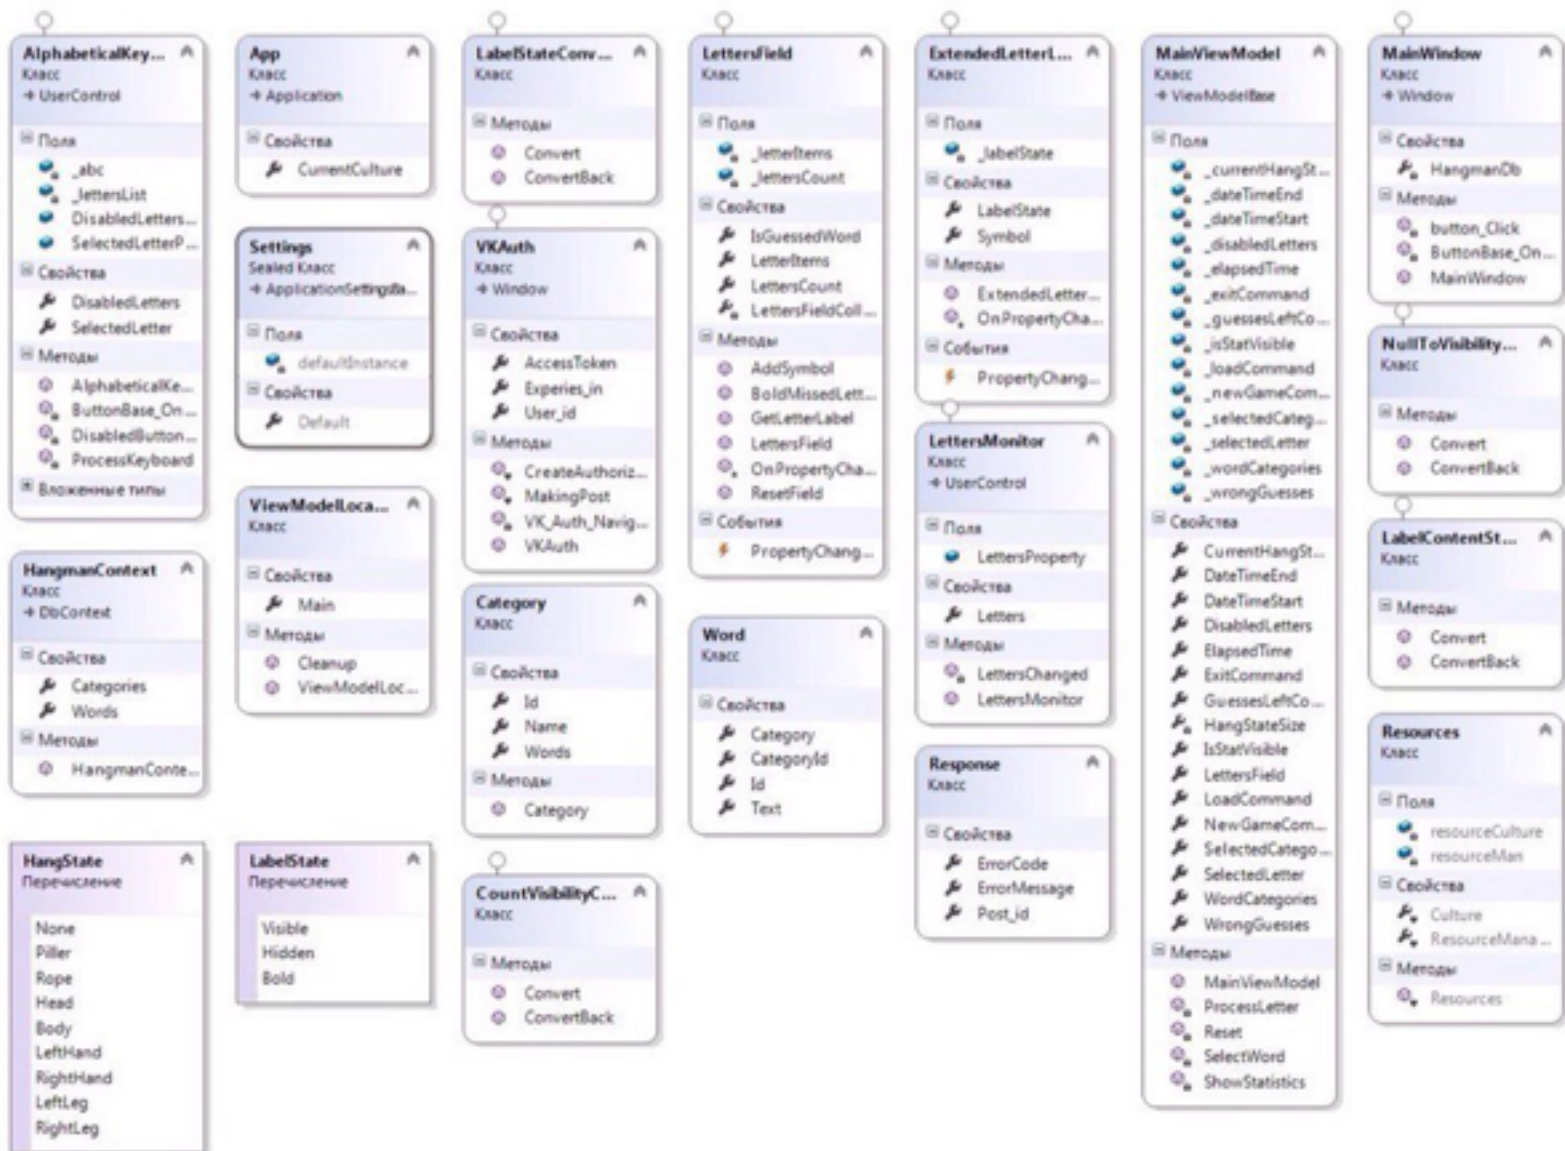 AlphabeticalKey...
Класс
UserControl
Поля
_abc
_lettersList
DisabledLetters...
SelectedLetterP...
Свойства
DisabledLetters
SelectedLetter
Методы
AlphabeticalKe...
ButtonBase_On...
DisabledButton...
ProcessKeyboard
Вложенные типы
HangmanContext
Класс
DbContext
Свойства
Categories
Words
Методы
HangmanConte...
HangState
Перечисление
None
Piller
Rope
Head
Body
LeftHand
RightHand
LeftLeg
RightLeg
App
Класс
Application
Свойства
CurrentCulture
Settings
Sealed Класс
ApplicationSettingsBa...
Поля
defaultInstance
Свойства
Default
ViewModelLoca...
Класс
Свойства
Main
Методы
Cleanup
ViewModelLoc...
LabelState
Перечисление
Visible
Hidden
Bold
LabelStateConv...
Класс
Методы
Convert
ConvertBack
VKAuth
Класс
Window
Свойства
AccessToken
Experies_in
User_id
Методы
CreateAuthoriz...
MakingPost
VK_Auth_Navig...
VKAuth
Category
Класс
Свойства
Id
Name
Words
Методы
Category
CountVisibilityC...
Класс
Методы
Convert
ConvertBack
LettersField
Класс
Поля
_letterItems
_lettersCount
Свойства
IsGuessedWord
LetterItems
LettersCount
LettersFieldColl...
Методы
AddSymbol
BoldMissedLett...
GetLetterLabel
LettersField
OnPropertyCha...
ResetField
События
PropertyChang...
Word
Класс
Свойства
Category
CategoryId
Id
Text
ExtendedLetterL...
Класс
Поля
_labelState
Свойства
LabelState
Symbol
Методы
ExtendedLetter...
OnPropertyCha...
События
PropertyChang...
LettersMonitor
Класс
UserControl
Поля
LettersProperty
Свойства
Letters
Методы
LettersChanged
LettersMonitor
Response
Класс
Свойства
ErrorCode
ErrorMessage
Post_id
MainViewModel
Класс
ViewModelBase
Поля
_currentHangSt...
_dateTimeEnd
_dateTimeStart
_disabledLetters
_elapsedTime
_exitCommand
_guessesLeftCo...
_isStatVisible
_loadCommand
_newGameCom...
_selectedCateg...
_selectedLetter
_wordCategories
_wrongGuesses
Свойства
CurrentHangSt...
DateTimeEnd
DateTimeStart
DisabledLetters
ElapsedTime
ExitCommand
GuessesLeftCo...
HangStateSize
IsStatVisible
LettersField
LoadCommand
NewGameCom...
SelectedCatego...
SelectedLetter
WordCategories
WrongGuesses
Методы
MainViewModel
ProcessLetter
Reset
SelectWord
ShowStatistics
MainWindow
Класс
Window
Свойства
HangmanDb
Методы
button_Click
ButtonBase_On...
MainWindow
NullToVisibility...
Класс
Методы
Convert
ConvertBack
LabelContentSt...
Класс
Методы
Convert
ConvertBack
Resources
Класс
Поля
resourceCulture
resourceMan
Свойства
Culture
ResourceMana...
Методы
Resources